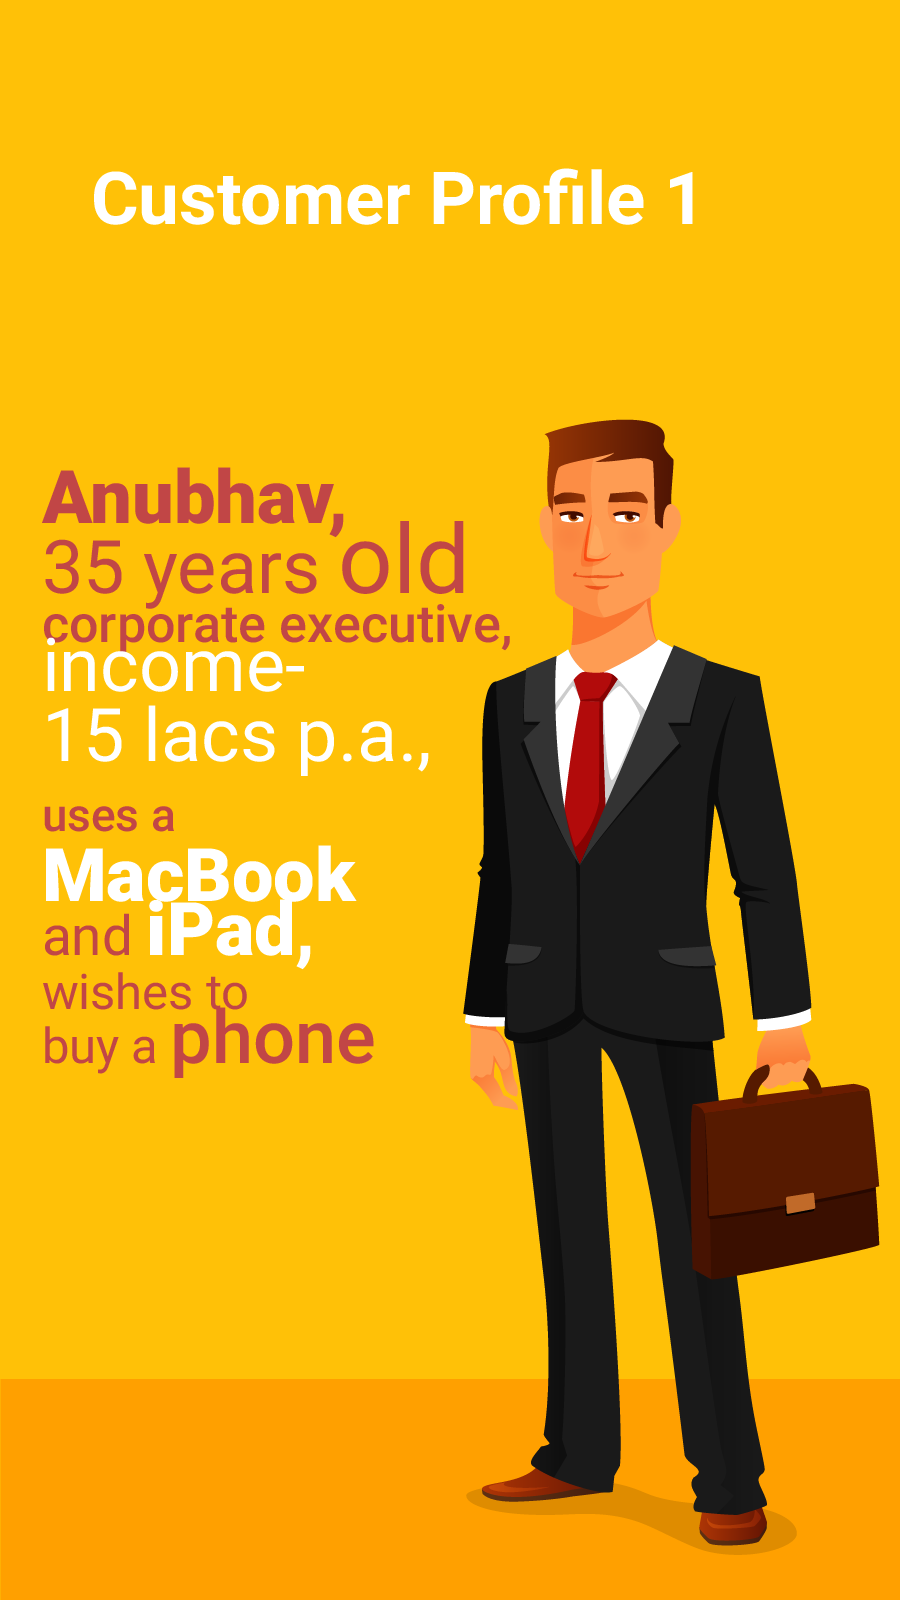 Customer Profile 1
Anubhav,
35 years old
corporate executive,
income-
15 lacs p.a.,
uses a
MacBook
and iPad,
wishes to
buy a phone